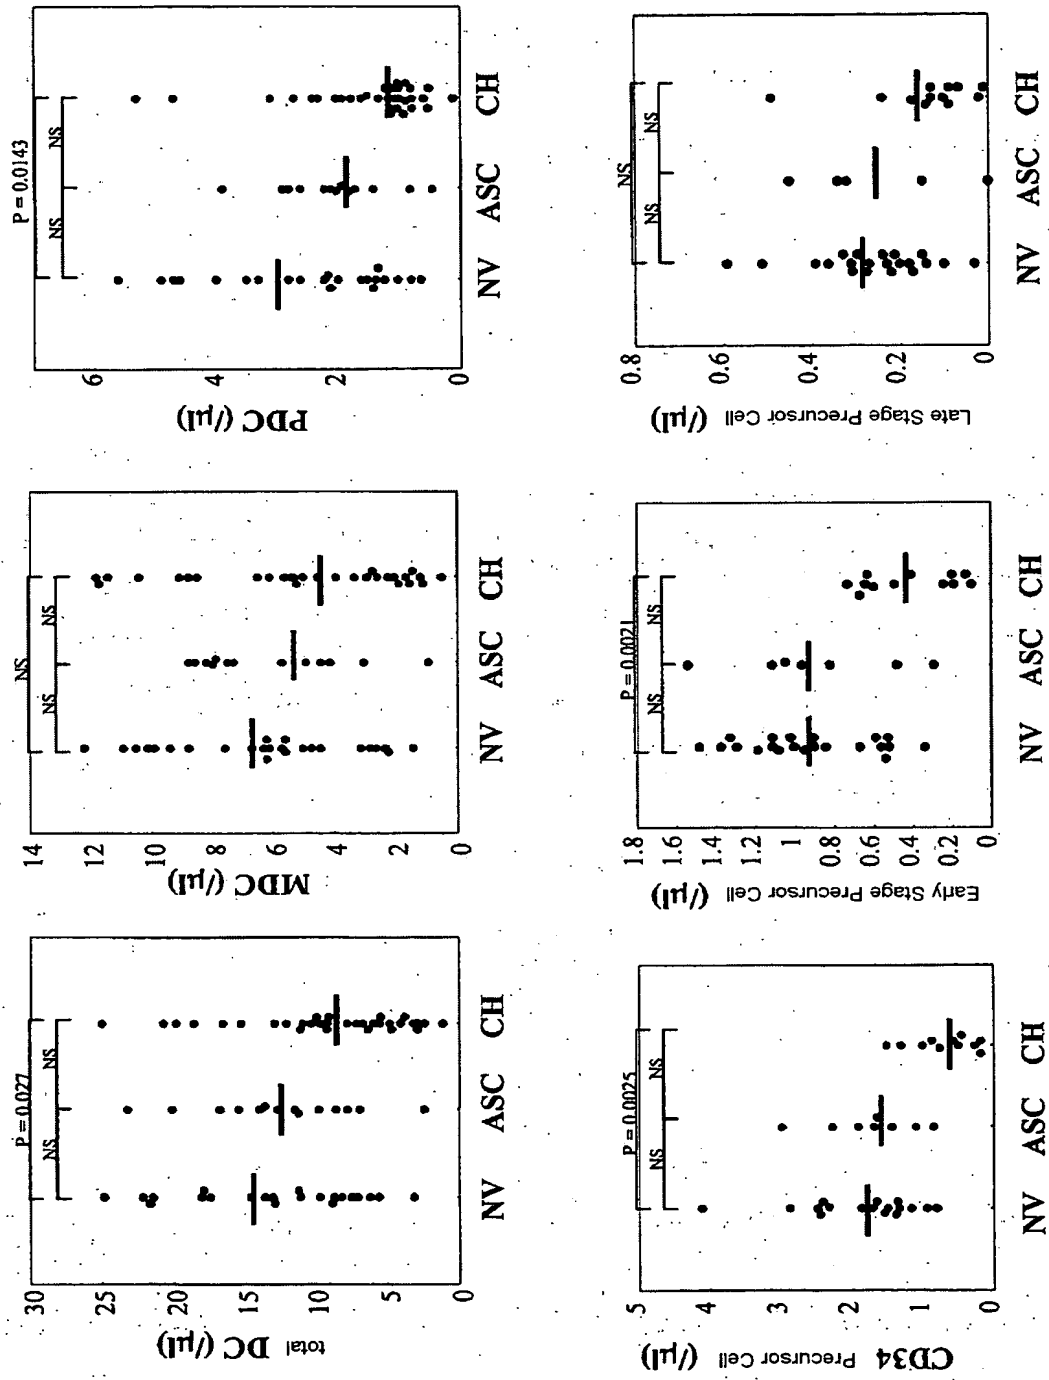 P = 0.0143
NS
NS
6
4
2
0
PDC (/µl)
NV
ASC
CH
NS
NS
NS
0.8
0.6
0.4
0.2
0
Late Stage Precursor Cell (/µl)
NV
ASC
CH
NS
NS
NS
14
12
10
8
6
4
2
0
MDC (/µl)
NV
ASC
CH
P = 0.0021
NS
NS
1.8
1.6
1.4
1.2
1
0.8
0.6
0.4
0.2
0
Early Stage Precursor Cell (/µl)
NV
ASC
CH
P = 0.027
NS
NS
30
25
20
15
10
5
0
total DC (/µl)
NV
ASC
CH
P = 0.0025
NS
NS
5
4
3
2
1
0
CD34 Precursor Cell (/µl)
NV
ASC
CH